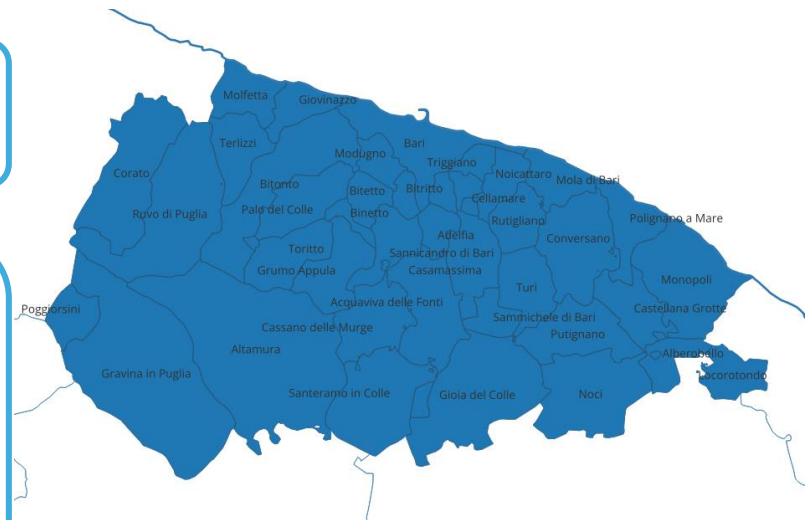 Molfetta
Giovinazzo
Terlizzi
Bari
Modugno
Triggiano
Corato
Noicattaro
Mola di Bari
Bitonto
Bitetto
Bitritto
Cellamare
Ruvo di Puglia
Palo del Colle
Binetto
Rutigliano
Polignano a Mare
Adelfia
Conversano
Toritto
Sannicandro di Bari
Grumo Appula
Casamassima
Monopoli
Turi
Poggiorsini
Acquaviva delle Fonti
Castellana Grotte
Sammichele di Bari
Cassano delle Murge
Putignano
Altamura
Alberobello
Gravina in Puglia
Locorotondo
Santeramo in Colle
Gioia del Colle
Noci